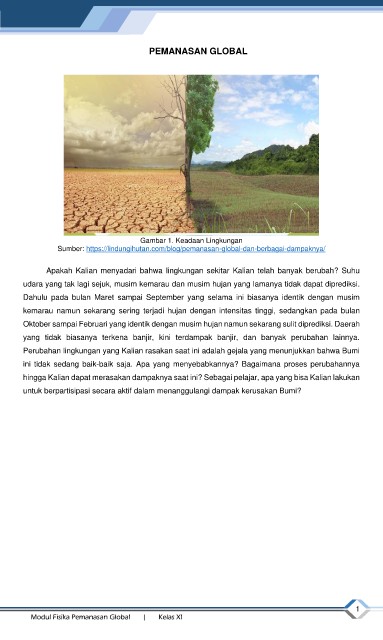 PEMANASAN GLOBAL
Gambar 1. Keadaan Lingkungan
Sumber: https://lindungihutan.com/blog/pemanasan-global-dan-berbagai-dampaknya/
Apakah Kalian menyadari bahwa lingkungan sekitar Kalian telah banyak berubah? Suhu
udara yang tak lagi sejuk, musim kemarau dan musim hujan yang lamanya tidak dapat diprediksi.
Dahulu pada bulan Maret sampai September yang selama ini biasanya identik dengan musim
kemarau namun sekarang sering terjadi hujan dengan intensitas tinggi, sedangkan pada bulan
Oktober sampai Februari yang identik dengan musim hujan namun sekarang sulit diprediksi. Daerah
yang tidak biasanya terkena banjir, kini terdampak banjir, dan banyak perubahan lainnya.
Perubahan lingkungan yang Kalian rasakan saat ini adalah gejala yang menunjukkan bahwa Bumi
ini tidak sedang baik-baik saja. Apa yang menyebabkannya? Bagaimana proses perubahannya
hingga Kalian dapat merasakan dampaknya saat ini? Sebagai pelajar, apa yang bisa Kalian lakukan
untuk berpartisipasi secara aktif dalam menanggulangi dampak kerusakan Bumi?
1
Modul Fisika Pemanasan Global | Kelas XI